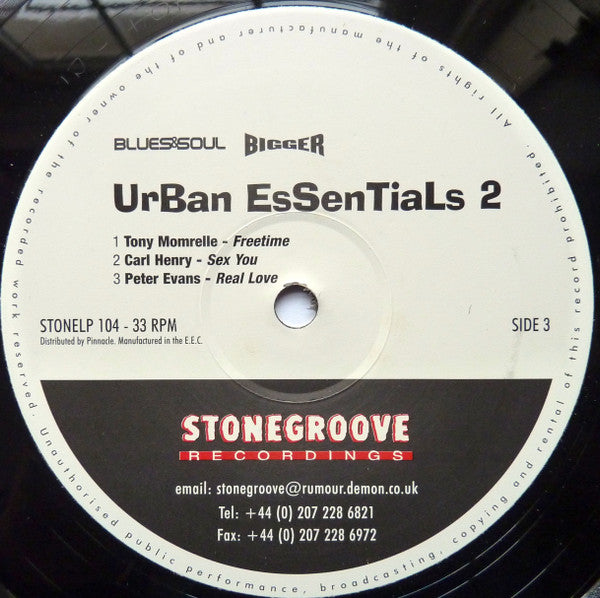 BLUES&SOUL BIGGER
UrBan EsSenTiaLs 2
1 Tony Momrelle - Freetime
2 Carl Henry - Sex You
3 Peter Evans - Real Love
STONELP 104 - 33 RPM
SIDE 3
Distributed by Pinnacle. Manufactured in the E.E.C.
STONEGROOVE
RECORDINGS
email: stonegroove@rumour.demon.co.uk
Tel: +44 (0) 207 228 6821
Fax: +44 (0) 207 228 6972
All rights of the manufacturer and of the owner of the recorded work reserved. Unauthorised public performance, broadcasting, copying and rental of this record prohibited.